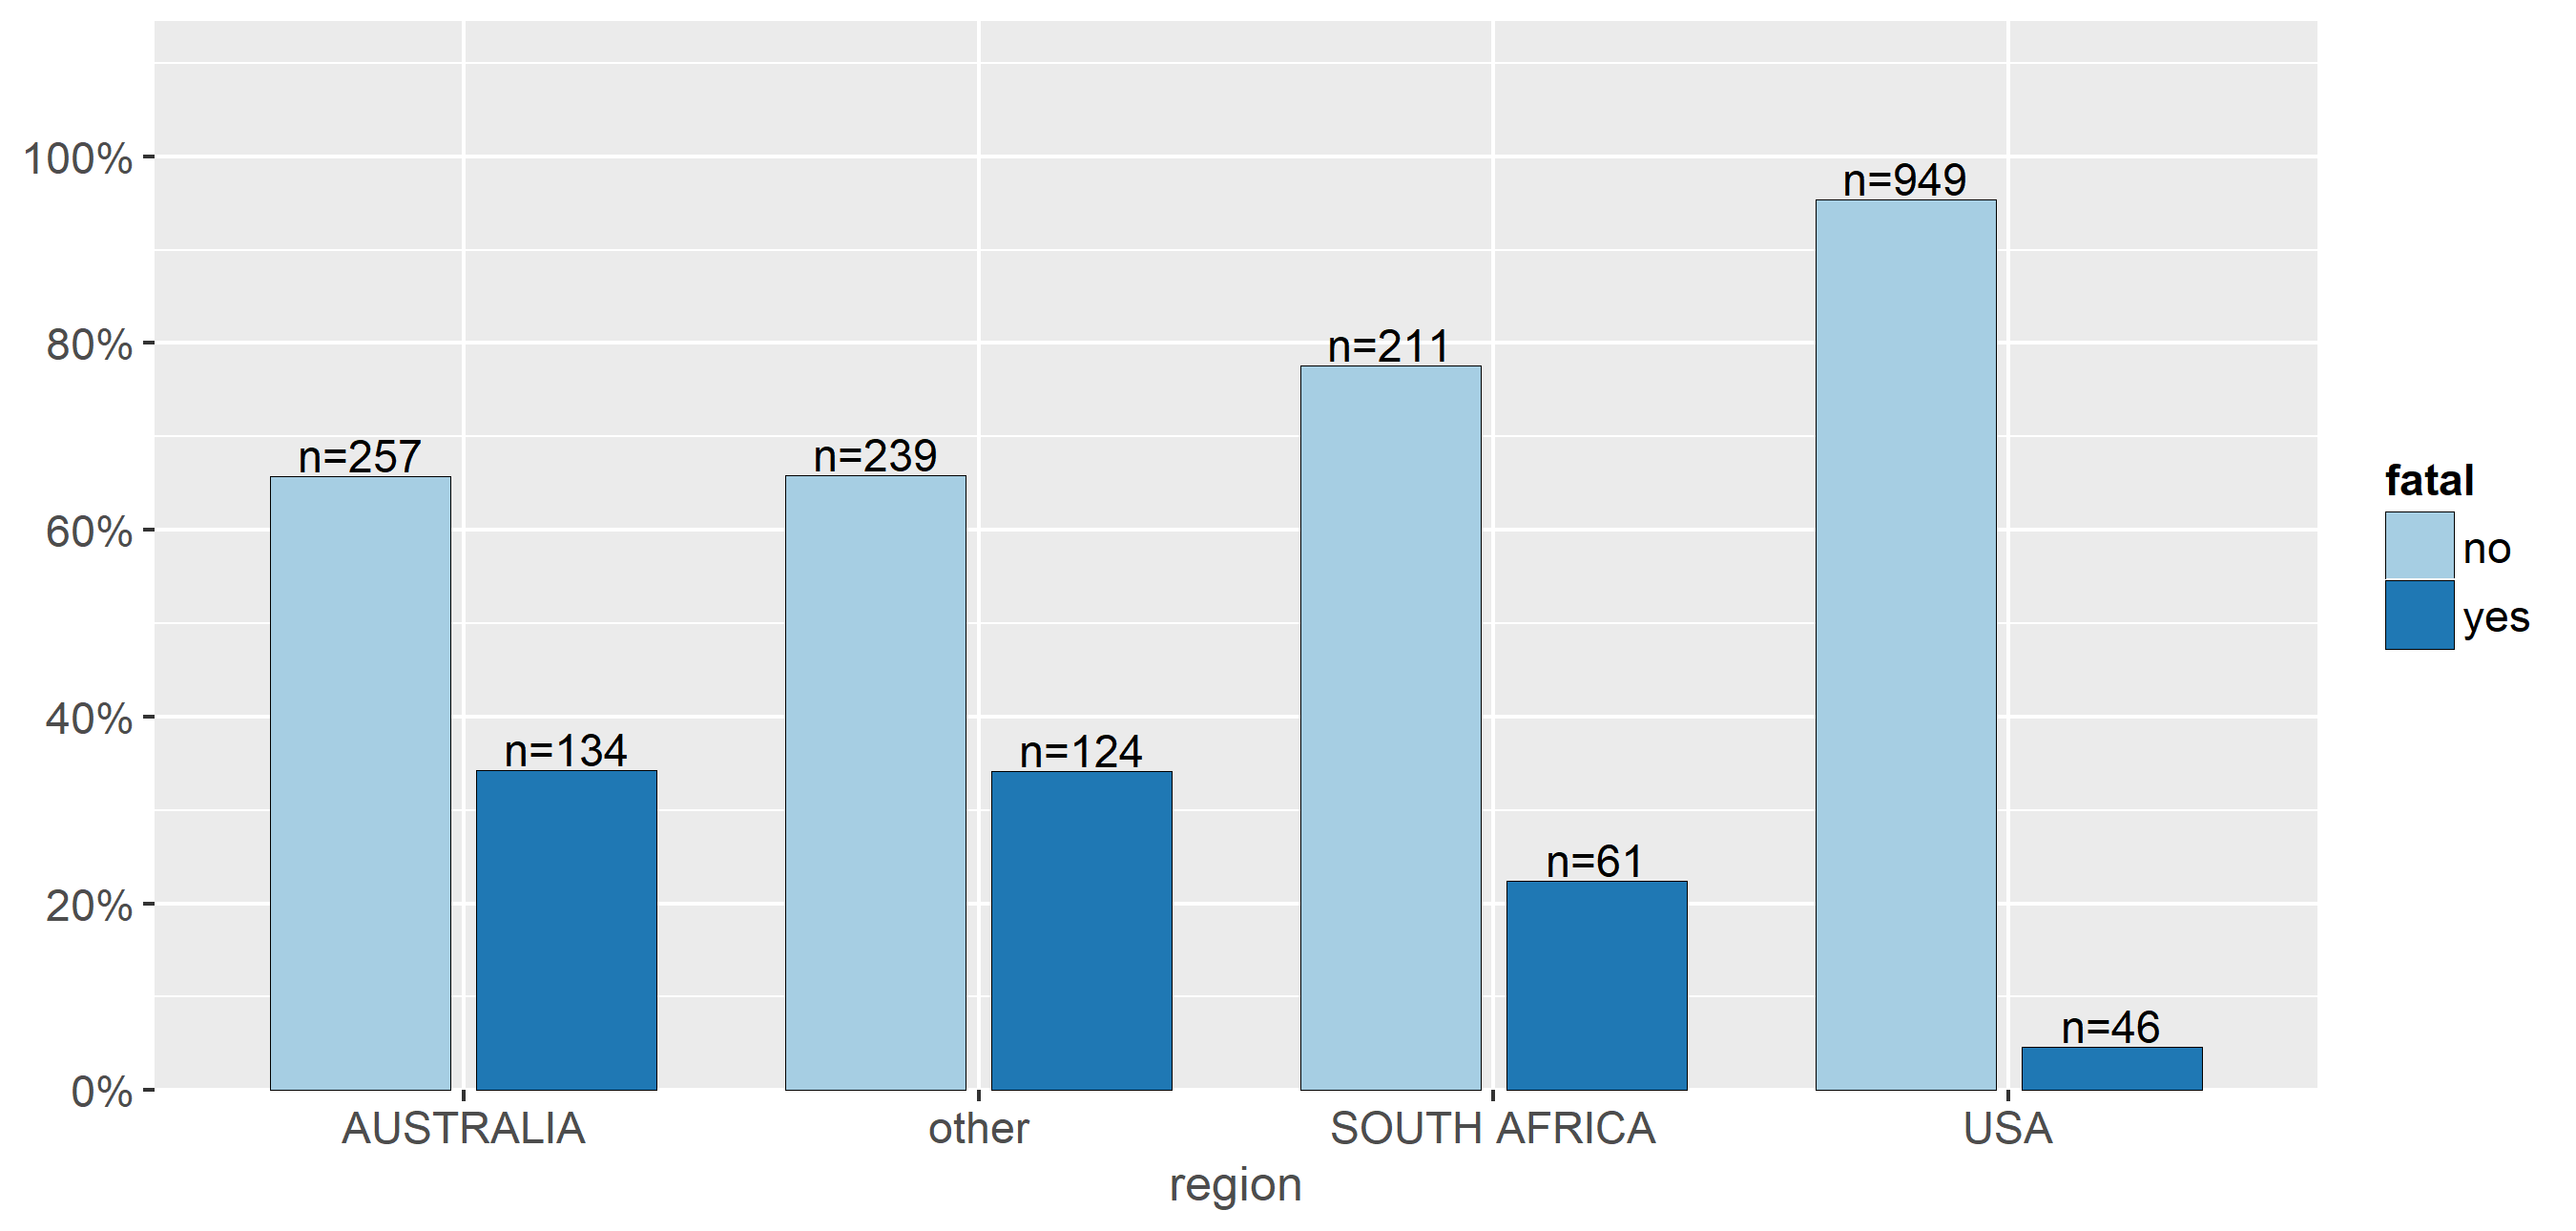 100%
80%
60%
40%
20%
0%
n=257
n=134
n=239
n=124
n=211
n=61
n=949
n=46
AUSTRALIA
other
SOUTH AFRICA
USA
region
fatal
no
yes